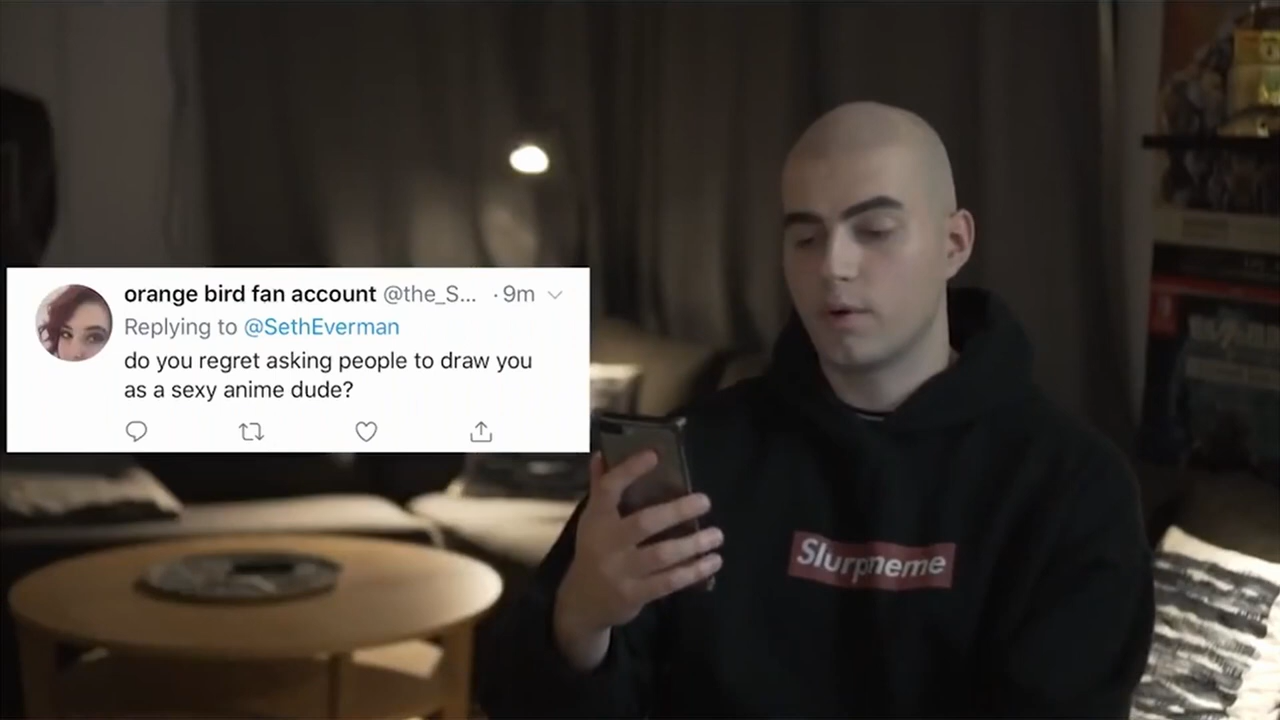 orange bird fan account @the_S... · 9m
Replying to @SethEverman
do you regret asking people to draw you
as a sexy anime dude?
Slurpneme